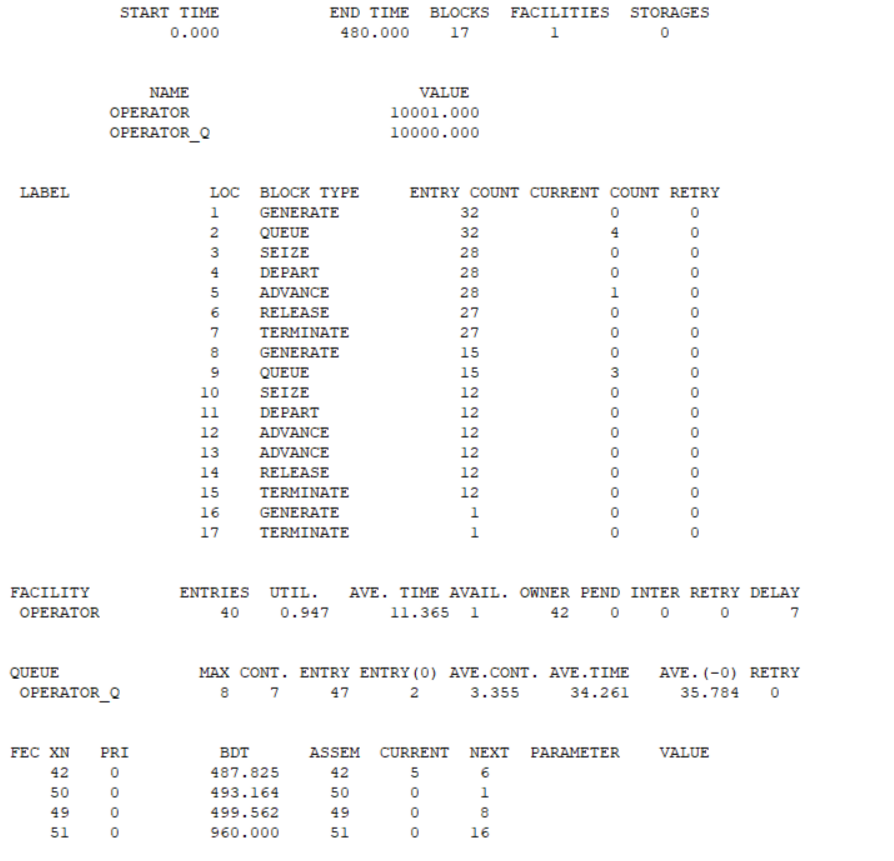 START TIME END TIME BLOCKS FACILITIES STORAGES
0.000 480.000 17 1 0
NAME VALUE
OPERATOR 10001.000
OPERATOR_Q 10000.000
LABEL LOC BLOCK TYPE ENTRY COUNT CURRENT COUNT RETRY
1 GENERATE 32 0 0
2 QUEUE 32 4 0
3 SEIZE 28 0 0
4 DEPART 28 0 0
5 ADVANCE 28 1 0
6 RELEASE 27 0 0
7 TERMINATE 27 0 0
8 GENERATE 15 0 0
9 QUEUE 15 3 0
10 SEIZE 12 0 0
11 DEPART 12 0 0
12 ADVANCE 12 0 0
13 ADVANCE 12 0 0
14 RELEASE 12 0 0
15 TERMINATE 12 0 0
16 GENERATE 1 0 0
17 TERMINATE 1 0 0
FACILITY ENTRIES UTIL. AVE. TIME AVAIL. OWNER PEND INTER RETRY DELAY
OPERATOR 40 0.947 11.365 1 42 0 0 0 7
QUEUE MAX CONT. ENTRY ENTRY(0) AVE.CONT. AVE.TIME AVE.(-0) RETRY
OPERATOR_Q 8 7 47 2 3.355 34.261 35.784 0
FEC XN PRI BDT ASSEM CURRENT NEXT PARAMETER VALUE
42 0 487.825 42 5 6
50 0 493.164 50 0 1
49 0 499.562 49 0 8
51 0 960.000 51 0 16